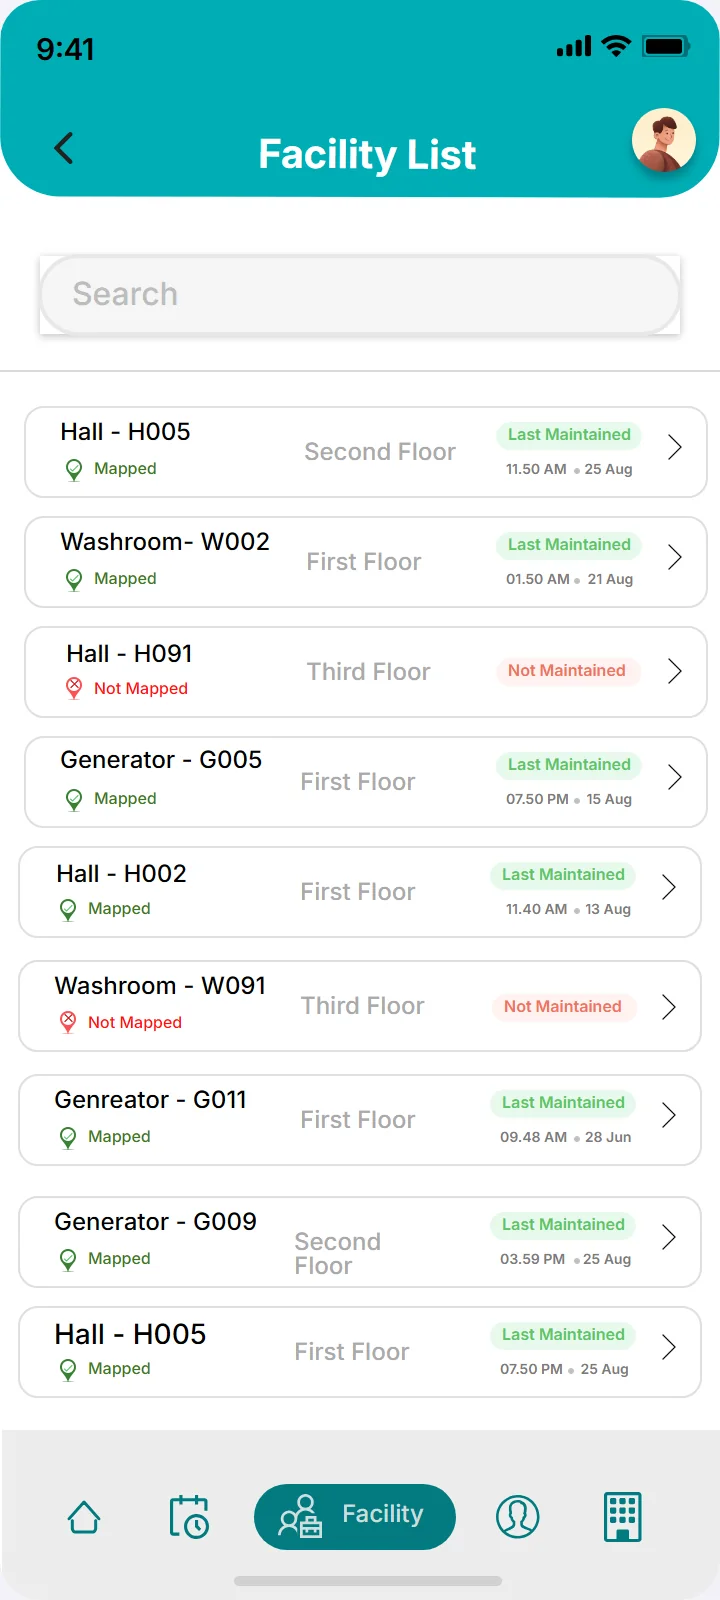 9:41
Facility List
Search
Hall - H005
Second Floor
Last Maintained
Mapped
11.50 AM 25 Aug
Washroom- W002
First Floor
Last Maintained
Mapped
01.50 AM 21 Aug
Hall - H091
Third Floor
Not Maintained
Not Mapped
Generator - G005
First Floor
Last Maintained
Mapped
07.50 PM 15 Aug
Hall - H002
First Floor
Last Maintained
Mapped
11.40 AM 13 Aug
Washroom - W091
Third Floor
Not Maintained
Not Mapped
Genreator - G011
First Floor
Last Maintained
Mapped
09.48 AM 28 Jun
Generator - G009
Second
Floor
Last Maintained
Mapped
03.59 PM 25 Aug
Hall - H005
First Floor
Last Maintained
Mapped
07.50 PM 25 Aug
Facility